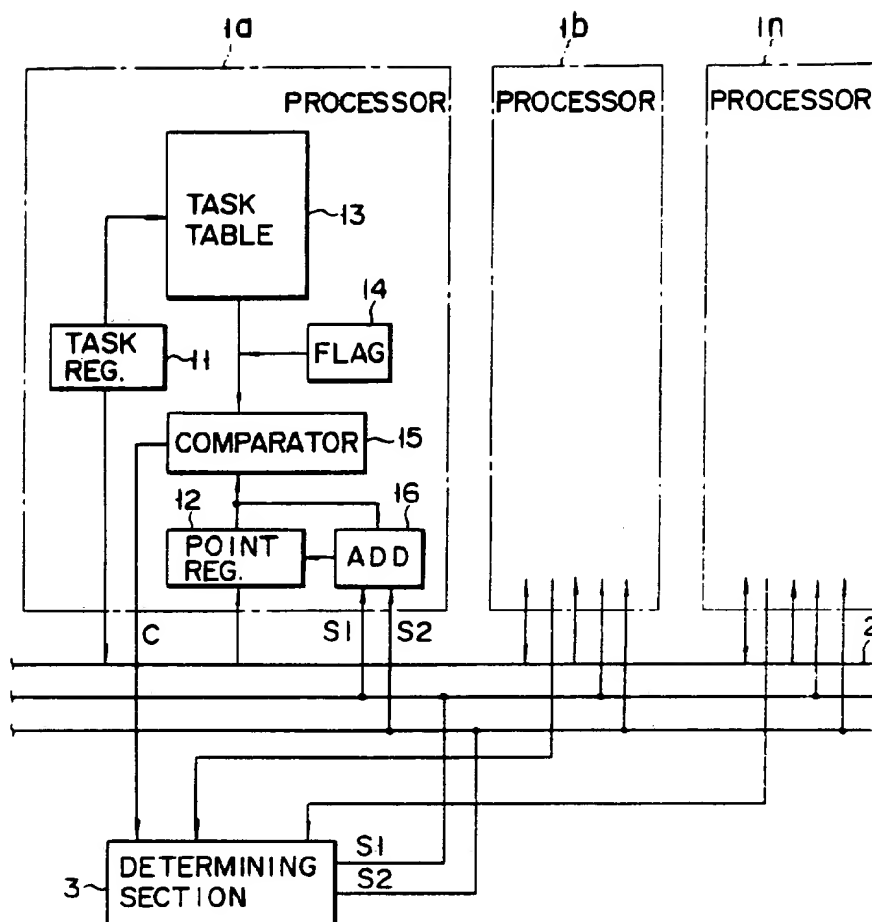 1a
1b
1n
PROCESSOR
PROCESSOR
PROCESSOR
TASK
TABLE
13
14
TASK
REG.
11
FLAG
COMPARATOR
15
12
16
POINT
REG.
ADD
C
S1
S2
2
S1
3
DETERMINING
SECTION
S2